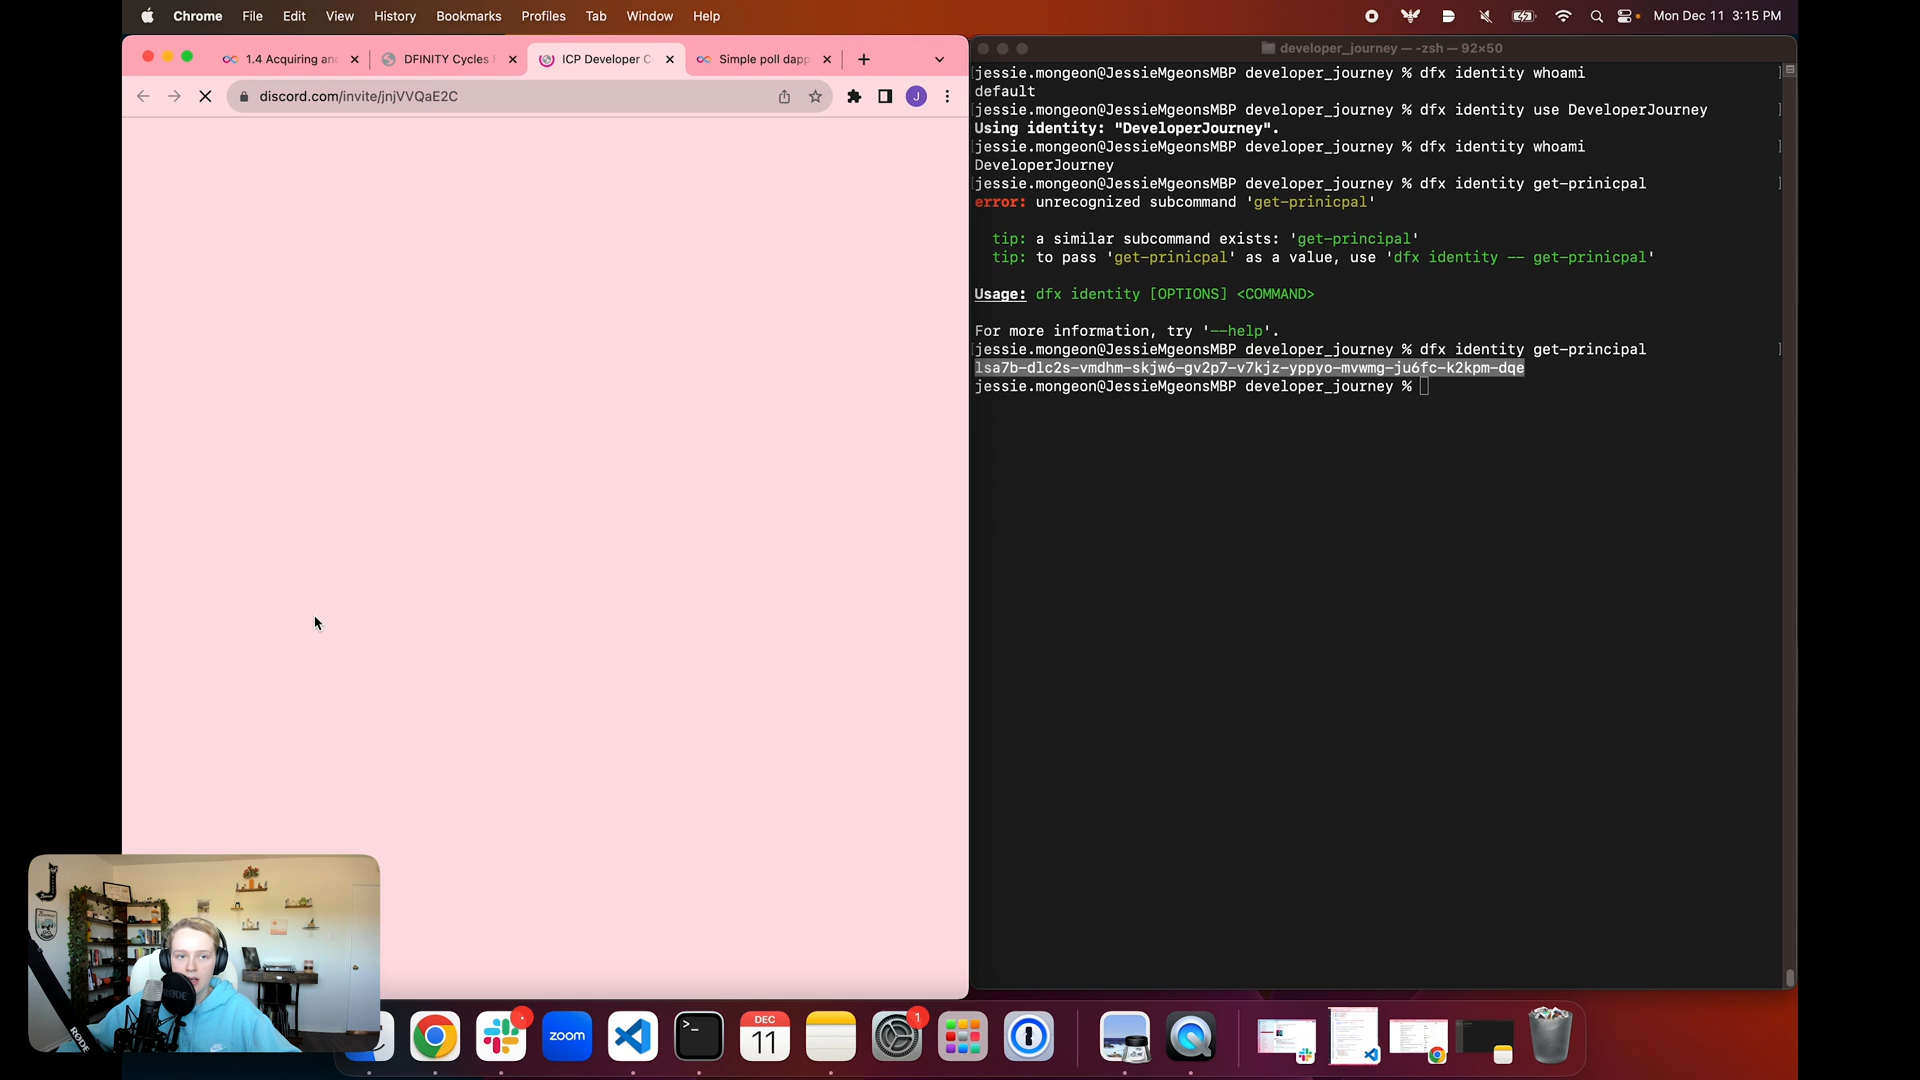 Chrome File Edit View History Bookmarks Profiles Tab Window Help
Mon Dec 11 3:15 PM
1.4 Acquiring an
DFINITY Cycles
ICP Developer C
Simple poll dapp
discord.com/invite/jnjVVQaE2C
J
developer_journey — -zsh — 92×50
jessie.mongeon@JessieMgeonsMBP developer_journey % dfx identity whoami
default
jessie.mongeon@JessieMgeonsMBP developer_journey % dfx identity use DeveloperJourney
Using identity: "DeveloperJourney".
jessie.mongeon@JessieMgeonsMBP developer_journey % dfx identity whoami
DeveloperJourney
jessie.mongeon@JessieMgeonsMBP developer_journey % dfx identity get-prinicpal
error: unrecognized subcommand 'get-prinicpal'
tip: a similar subcommand exists: 'get-principal'
tip: to pass 'get-prinicpal' as a value, use 'dfx identity -- get-prinicpal'
Usage: dfx identity [OPTIONS] <COMMAND>
For more information, try '--help'.
jessie.mongeon@JessieMgeonsMBP developer_journey % dfx identity get-principal
lsa7b-dlc2s-vmdhm-skjw6-gv2p7-v7kjz-yppyo-mvwmg-ju6fc-k2kpm-dqe
jessie.mongeon@JessieMgeonsMBP developer_journey %
RØDE
RØDE
zoom
>_
DEC
11
1